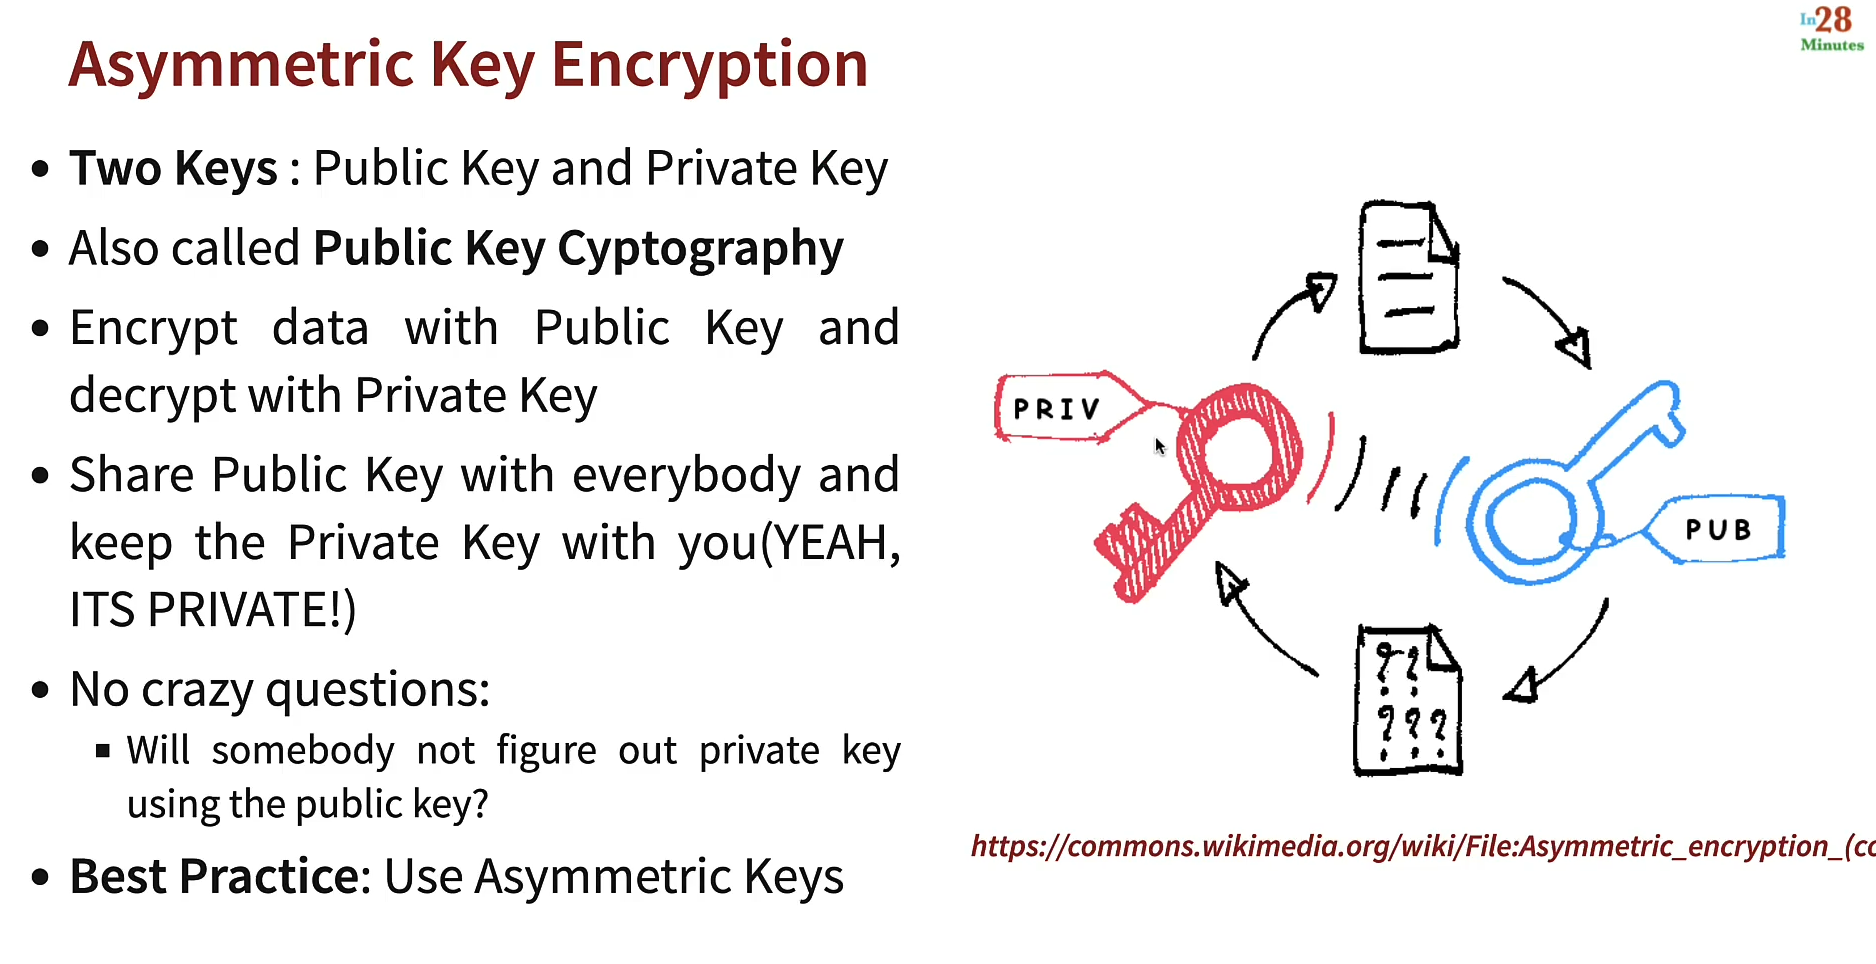 In28
Minutes
Asymmetric Key Encryption
• Two Keys : Public Key and Private Key
• Also called Public Key Cyptography
• Encrypt data with Public Key and
decrypt with Private Key
• Share Public Key with everybody and
keep the Private Key with you(YEAH,
ITS PRIVATE!)
• No crazy questions:
▪ Will somebody not figure out private key
using the public key?
• Best Practice: Use Asymmetric Keys
PRIV
PUB
? ?
? ? ?
https://commons.wikimedia.org/wiki/File:Asymmetric_encryption_(co